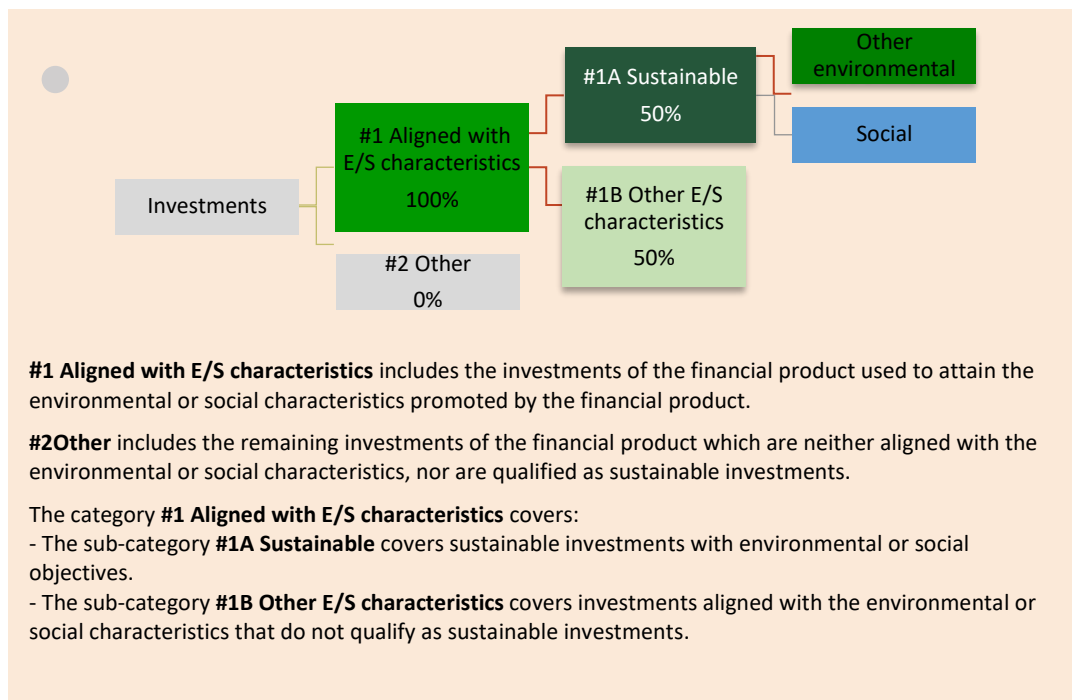 Other
environmental
#1A Sustainable
50%
Social
#1 Aligned with
E/S characteristics
100%
#1B Other E/S
characteristics
50%
Investments
#2 Other
0%
#1 Aligned with E/S characteristics includes the investments of the financial product used to attain the
environmental or social characteristics promoted by the financial product.
#2Other includes the remaining investments of the financial product which are neither aligned with the
environmental or social characteristics, nor are qualified as sustainable investments.
The category #1 Aligned with E/S characteristics covers:
- The sub-category #1A Sustainable covers sustainable investments with environmental or social
objectives.
- The sub-category #1B Other E/S characteristics covers investments aligned with the environmental or
social characteristics that do not qualify as sustainable investments.